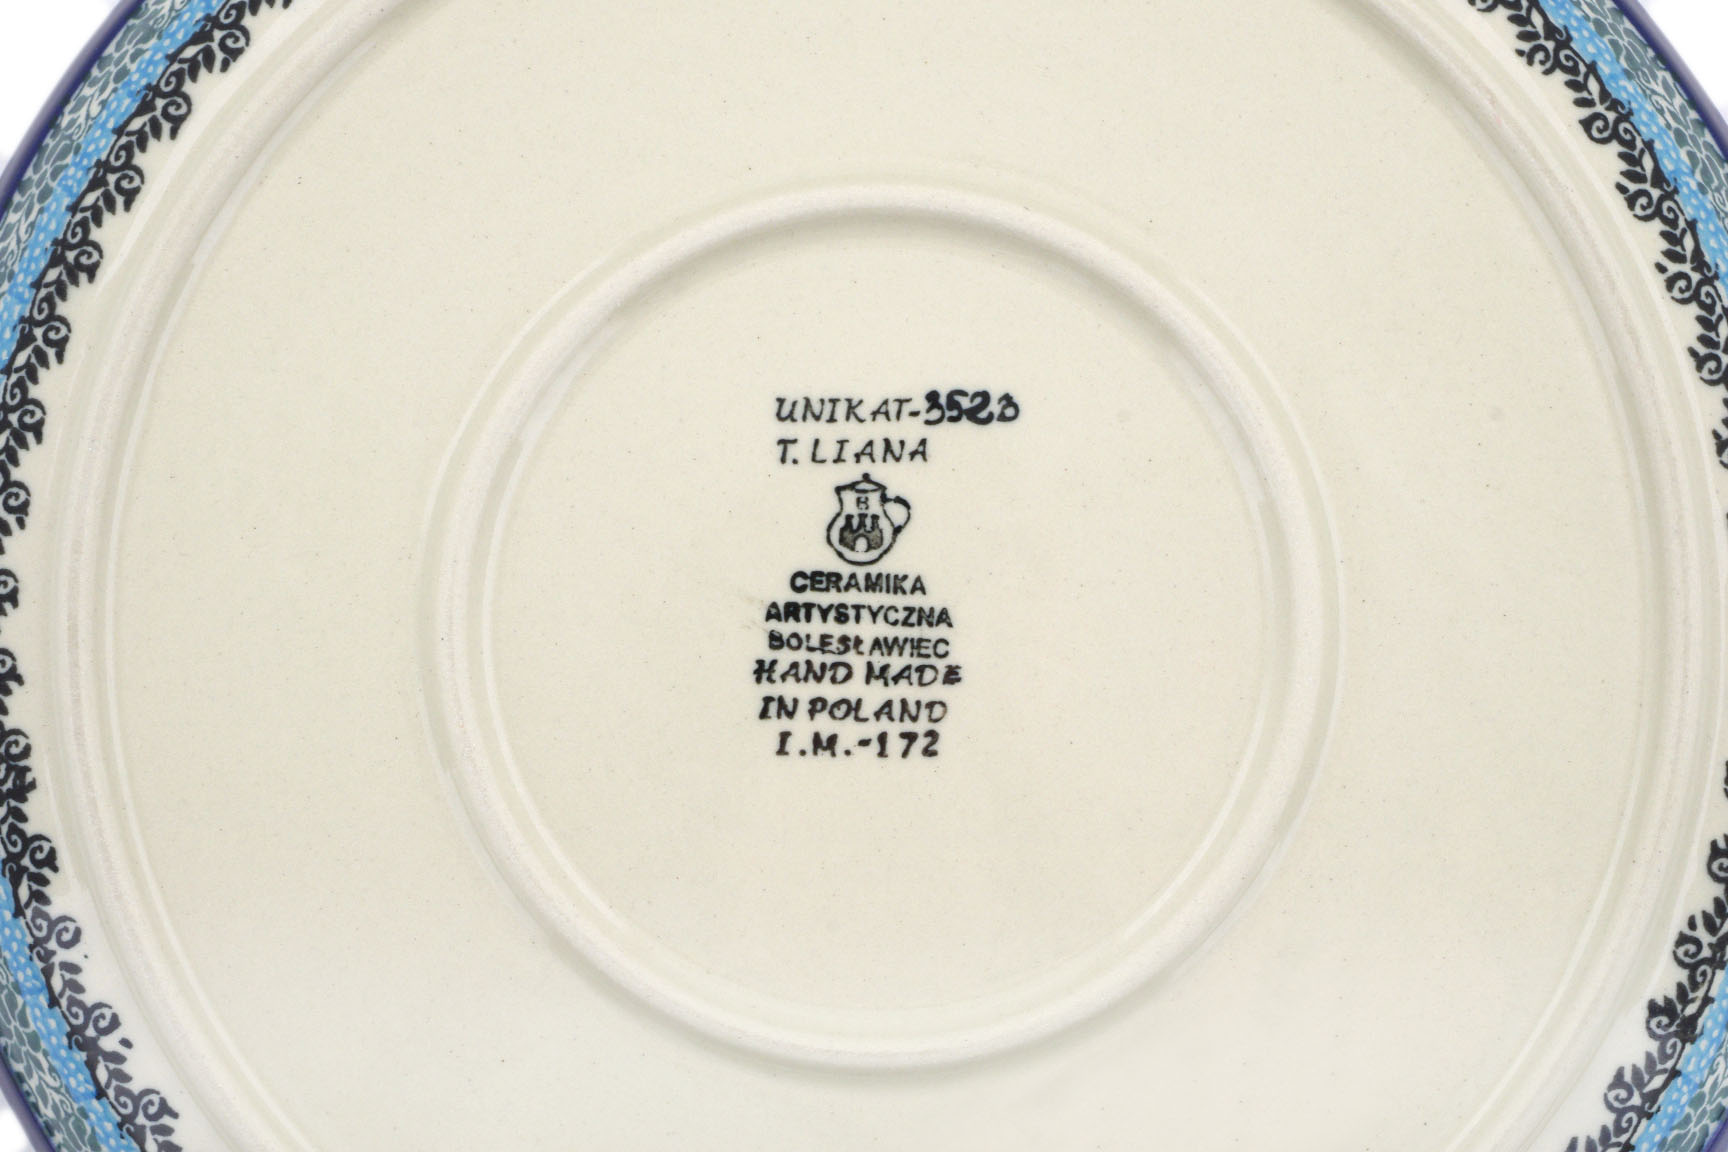 UNIKAT-3523
T. LIANA
B
CERAMIKA
ARTYSTYCZNA
BOLESŁAWIEC
HAND MADE
IN POLAND
I.M.-172